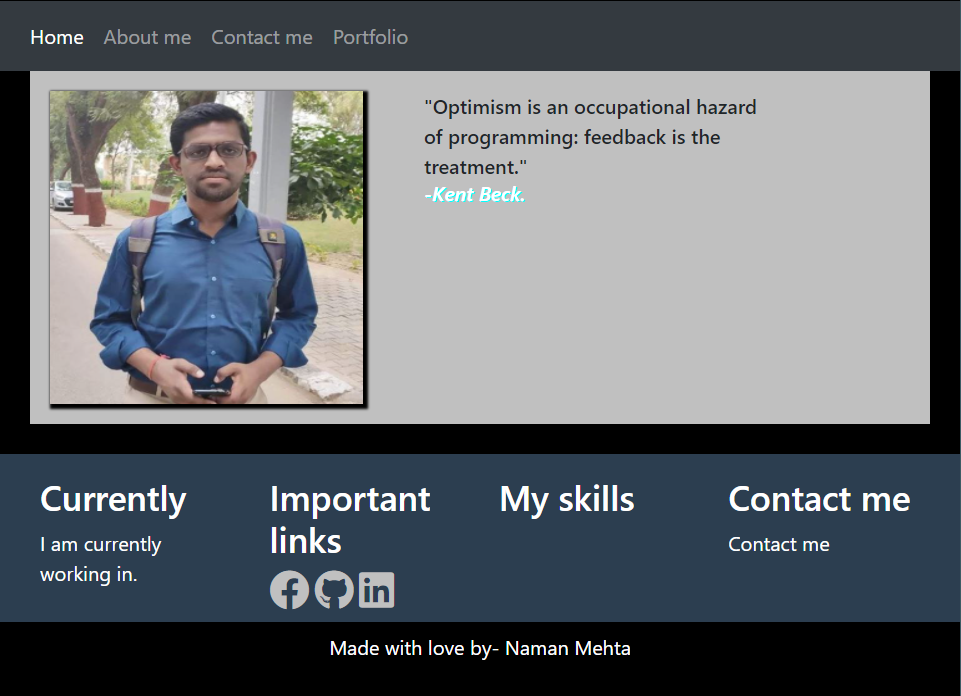 Home About me Contact me Portfolio
"Optimism is an occupational hazard
of programming: feedback is the
treatment."
-Kent Beck.
Currently
I am currently
working in.
Important
links
in
My skills
Contact me
Contact me
Made with love by- Naman Mehta